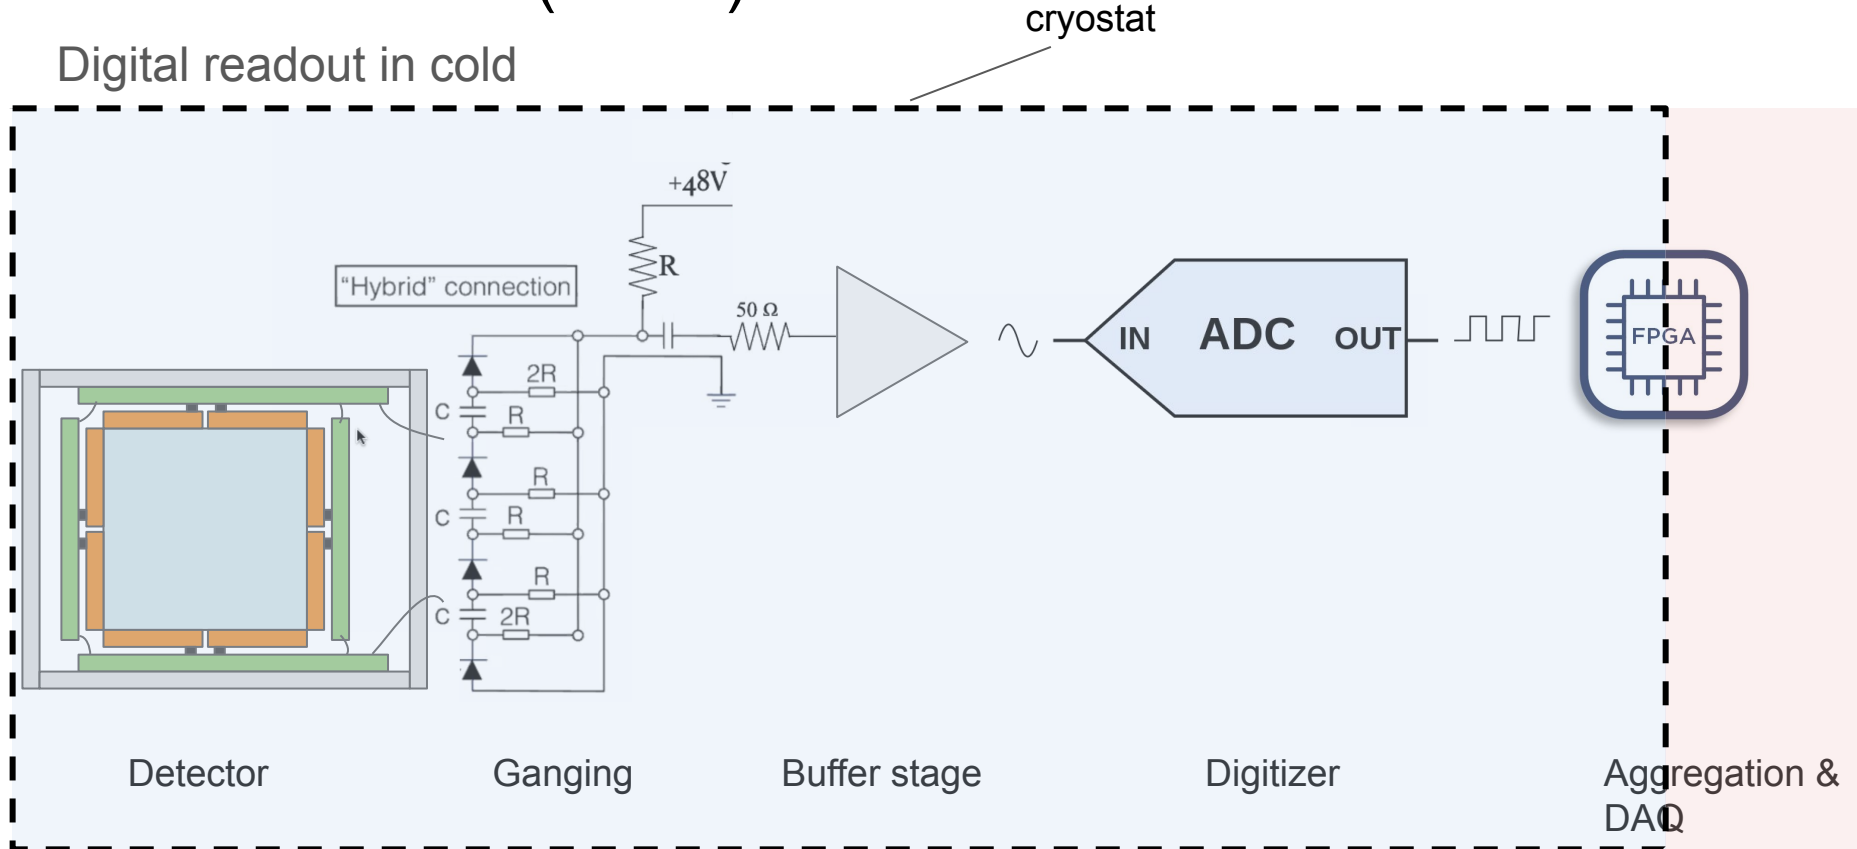 cryostat
Digital readout in cold
+48V
R
"Hybrid" connection
50 Ω
2R
C
R
R
C
R
R
C
2R
IN
ADC
OUT
FPGA
Detector
Ganging
Buffer stage
Digitizer
Aggregation &
DAQ